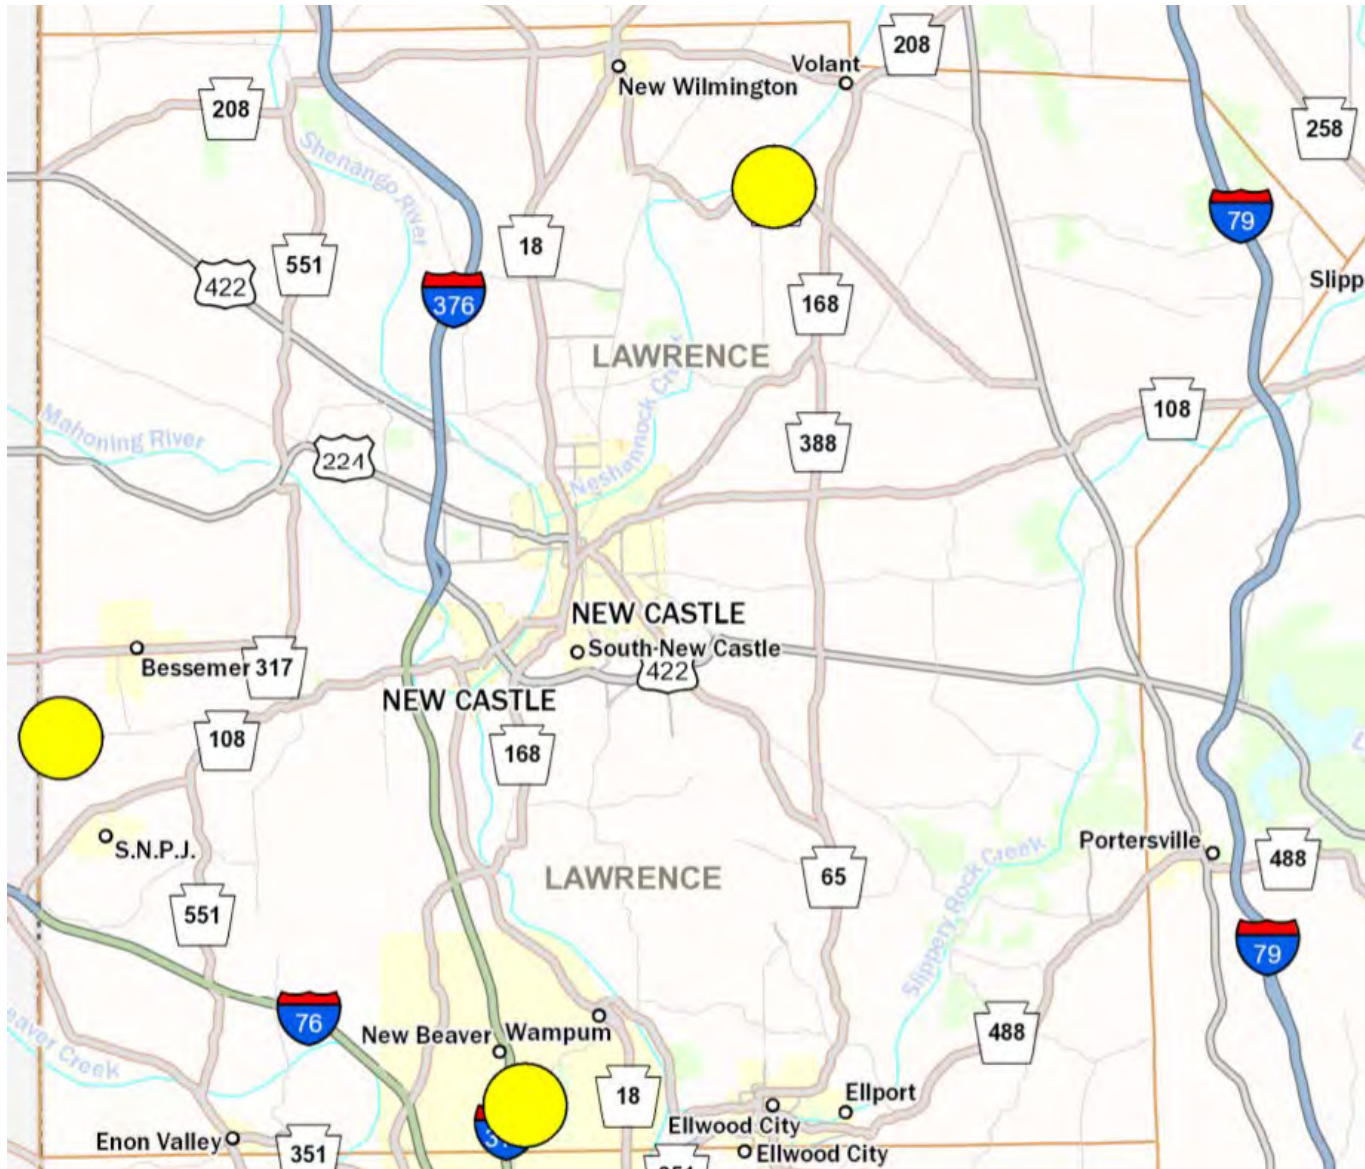 208
Volant
New Wilmington
208
258
Shenango River
79
18
551
422
376
168
Slipp
LAWRENCE
Neshannock Creek
108
Mahoning River
224
388
NEW CASTLE
South New Castle
Bessemer
317
422
NEW CASTLE
108
168
S.N.P.J.
Portersville
488
LAWRENCE
65
551
Slippery Rock Creek
79
76
New Beaver
Wampum
488
eaver Creek
18
Ellport
Ellwood City
Enon Valley
351
Ellwood City